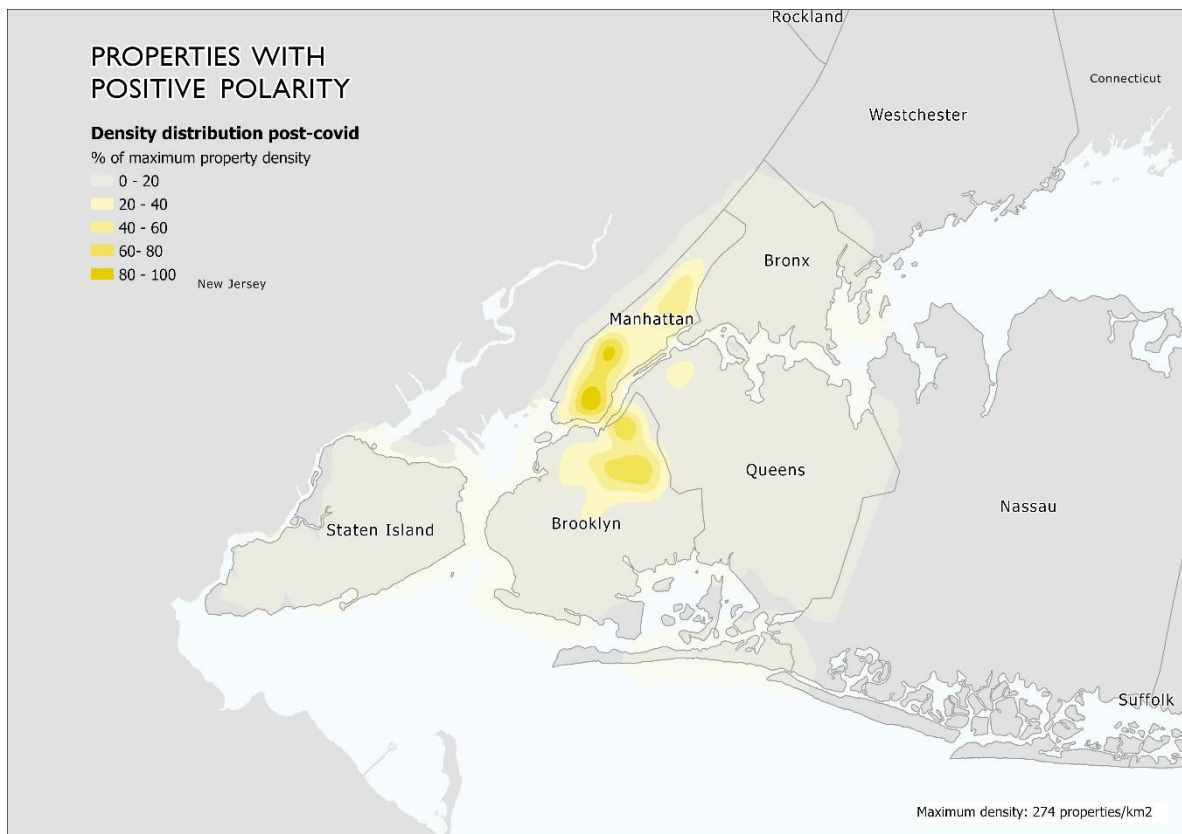 PROPERTIES WITH
POSITIVE POLARITY
Density distribution post-covid
% of maximum property density
0 - 20
20 - 40
40 - 60
60- 80
80 - 100
New Jersey
Rockland
Connecticut
Westchester
Bronx
Manhattan
Queens
Nassau
Brooklyn
Staten Island
Suffolk
Maximum density: 274 properties/km2